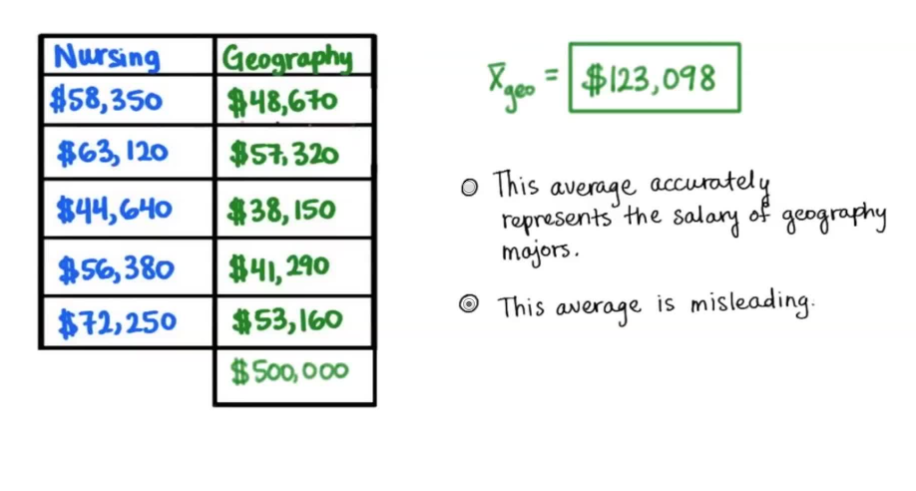 Nursing Geography
$58,350 $48,670
$63,120 $57,320
$44,640 $38,150
$56,380 $41,290
$72,250 $53,160
$500,000
x̄geo = $123,098
This average accurately
represents the salary of geography
majors.
This average is misleading.